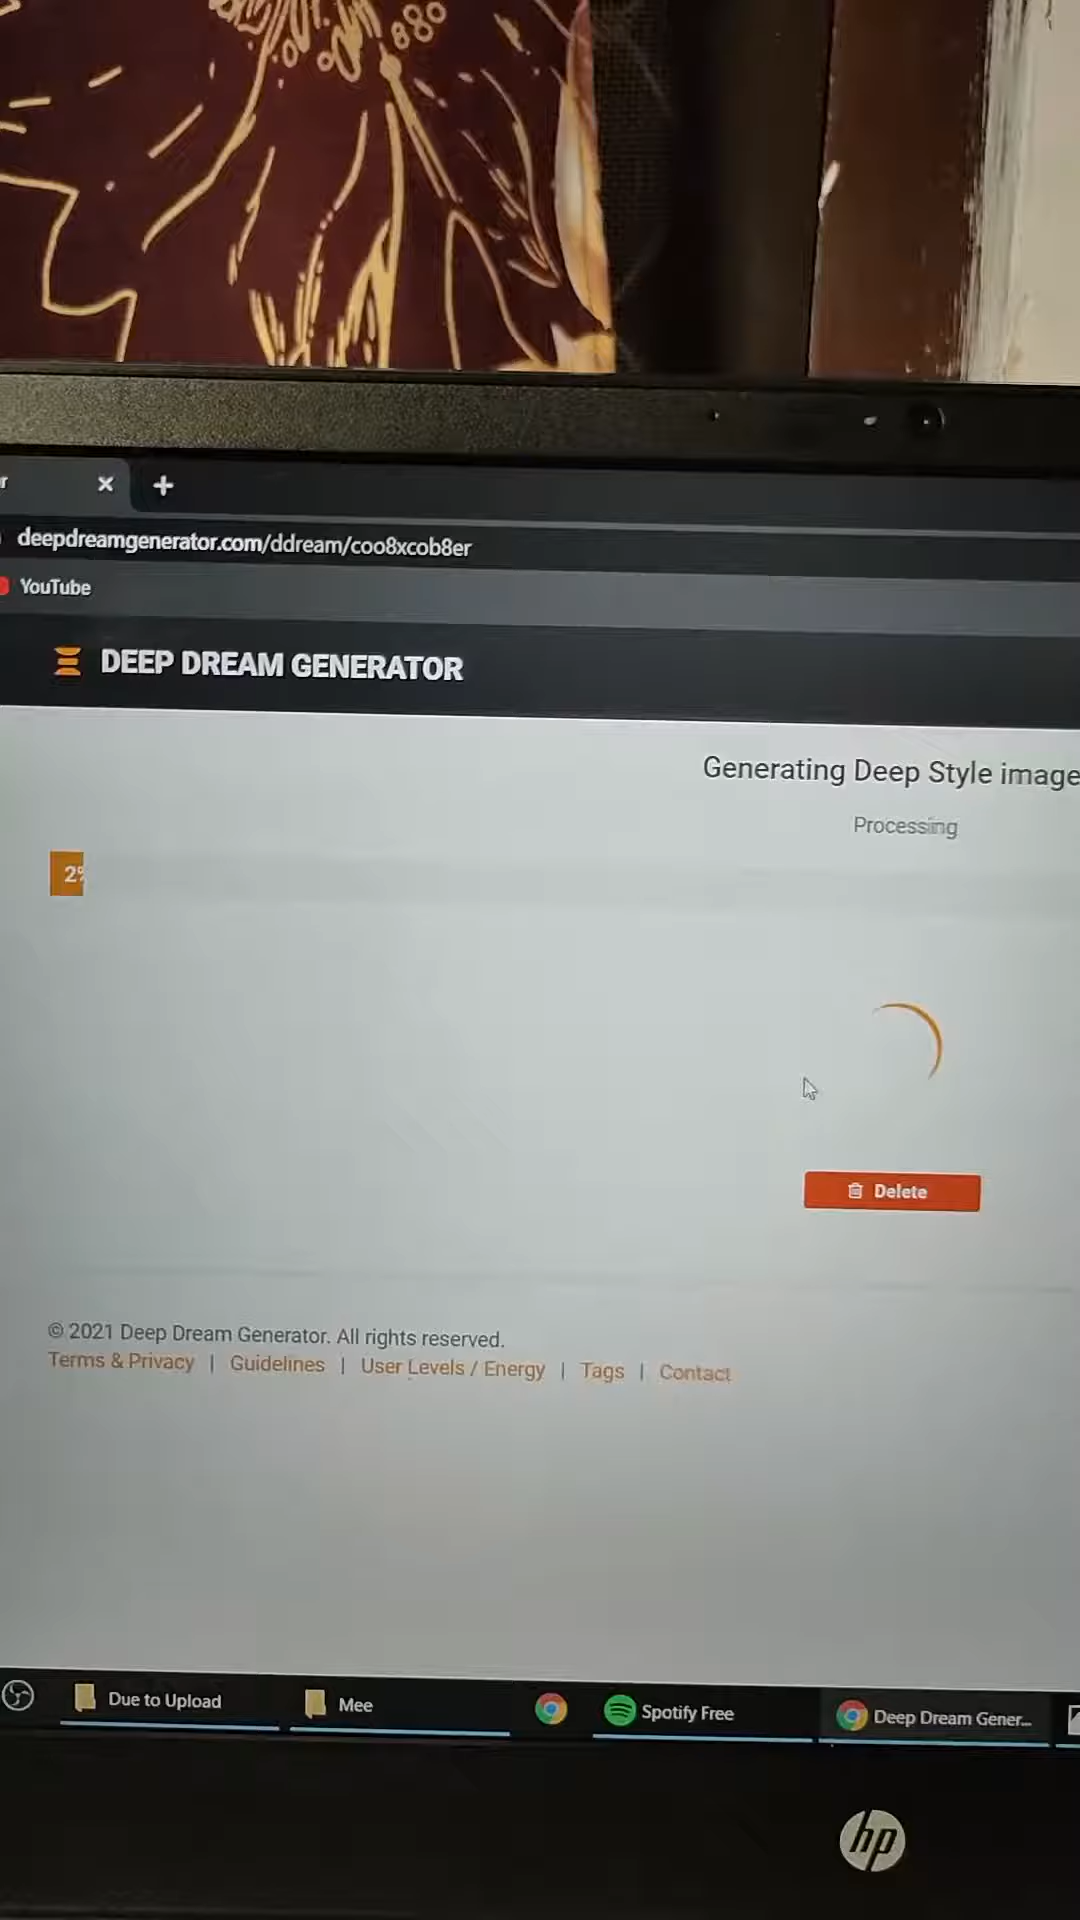 deepdreamgenerator.com/ddream/coo8xcob8er
YouTube
DEEP DREAM GENERATOR
Generating Deep Style image
Processing
2%
Delete
© 2021 Deep Dream Generator. All rights reserved.
Terms & Privacy | Guidelines | User Levels / Energy | Tags | Contact
Due to Upload
Mee
Spotify Free
Deep Dream Gener...
hp